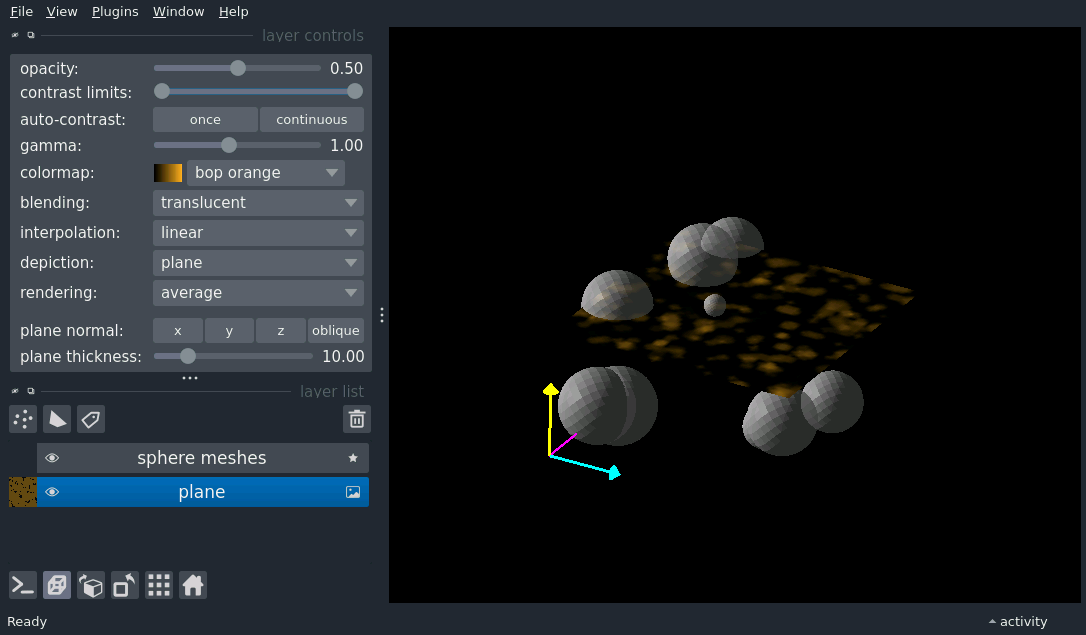 File View Plugins Window Help
layer controls
opacity: 0.50
contrast limits:
auto-contrast: once continuous
gamma: 1.00
colormap: bop orange
blending: translucent
interpolation: linear
depiction: plane
rendering: average
plane normal: x y z oblique
plane thickness: 10.00
layer list
sphere meshes
plane
Ready
activity